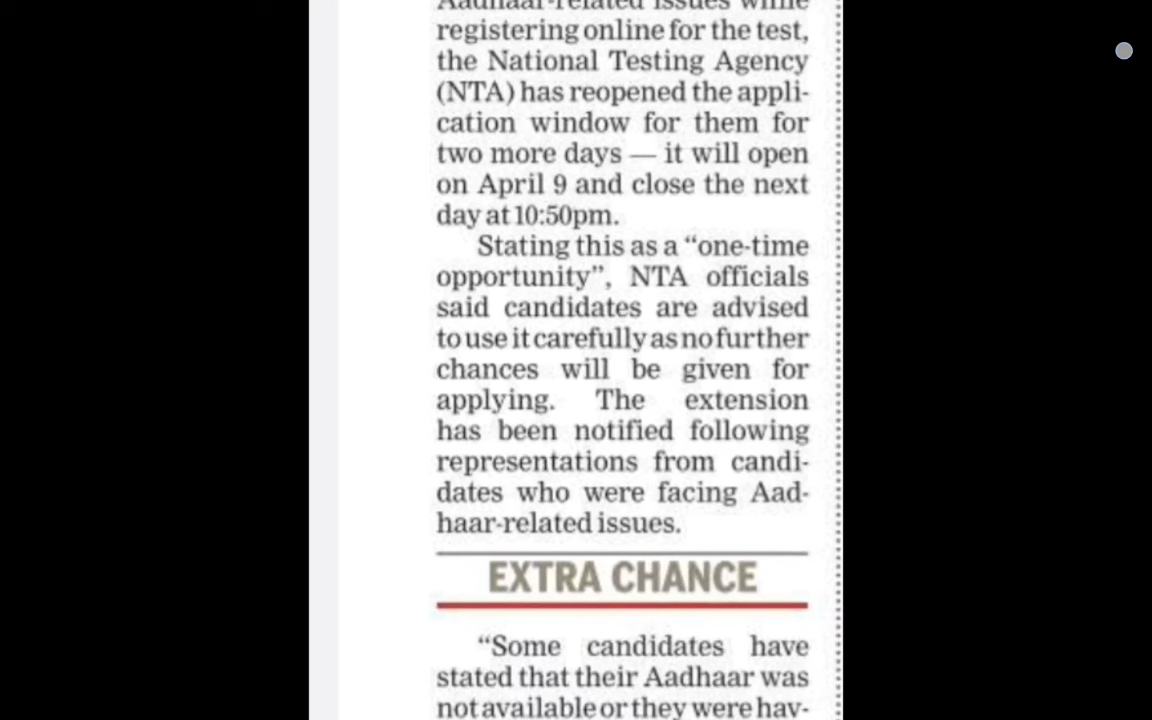 Aadhaar-related issues while
registering online for the test,
the National Testing Agency
(NTA) has reopened the appli-
cation window for them for
two more days — it will open
on April 9 and close the next
day at 10:50pm.
Stating this as a “one-time
opportunity”, NTA officials
said candidates are advised
to use it carefully as no further
chances will be given for
applying. The extension
has been notified following
representations from candi-
dates who were facing Aad-
haar-related issues.
EXTRA CHANCE
“Some candidates have
stated that their Aadhaar was
not available or they were hav-